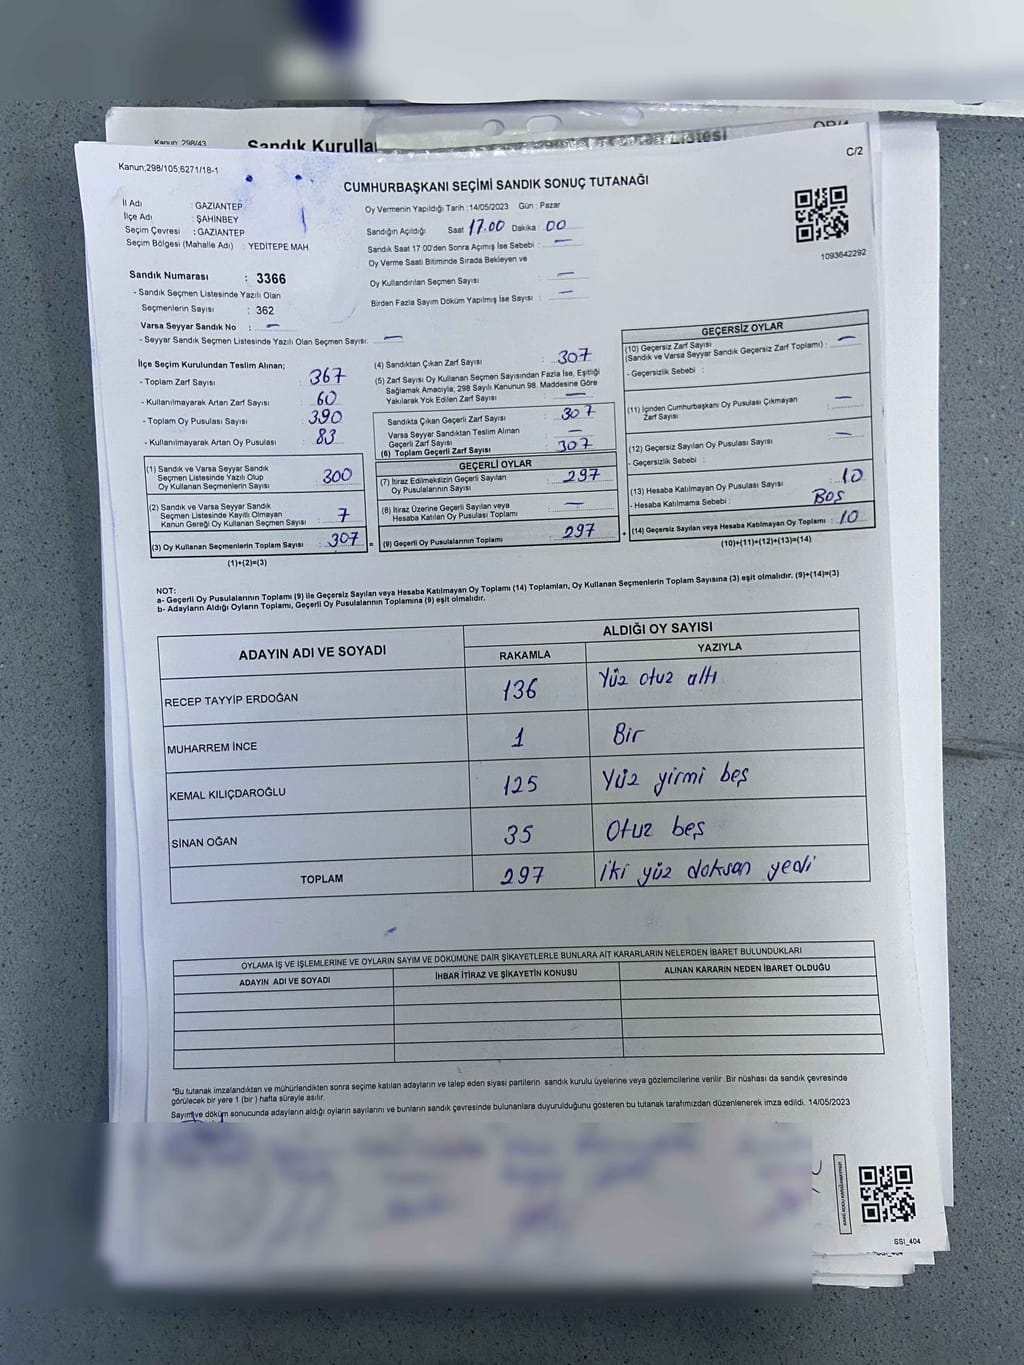 Kanun: 298/43
Sandık Kurulla
Listesi
Kanun;298/105;6271/18-1
C/2
CUMHURBAŞKANI SEÇİMİ SANDIK SONUÇ TUTANAĞI
İl Adı : GAZİANTEP
İlçe Adı : ŞAHİNBEY
Seçim Çevresi : GAZİANTEP
Seçim Bölgesi (Mahalle Adı) : YEDİTEPE MAH
Sandık Numarası : 3366
- Sandık Seçmen Listesinde Yazılı Olan
Seçmenlerin Sayısı : 362
Varsa Seyyar Sandık No : —
- Seyyar Sandık Seçmen Listesinde Yazılı Olan Seçmen Sayısı: —
Oy Vermenin Yapıldığı Tarih : 14/05/2023 Gün : Pazar
Sandığın Açıldığı Saat 17.00 Dakika : 00
Sandık Saat 17:00'den Sonra Açımış İse Sebebi : —
Oy Verme Saati Bitiminde Sırada Bekleyen ve
Oy Kullandırılan Seçmen Sayısı : —
Birden Fazla Sayım Döküm Yapılmış İse Sayısı : —
1093642292
İlçe Seçim Kurulundan Teslim Alınan;
- Toplam Zarf Sayısı : 367
- Kullanılmayarak Artan Zarf Sayısı : 60
- Toplam Oy Pusulası Sayısı : 390
- Kullanılmayarak Artan Oy Pusulası : 83
(1) Sandık ve Varsa Seyyar Sandık
Seçmen Listesinde Yazılı Olup
Oy Kullanan Seçmenlerin Sayısı : 300
(2) Sandık ve Varsa Seyyar Sandık
Seçmen Listesinde Kayıtlı Olmayan
Kanun Gereği Oy Kullanan Seçmen Sayısı : 7
(3) Oy Kullanan Seçmenlerin Toplam Sayısı : 307
(1)+(2)=(3)
(4) Sandıktan Çıkan Zarf Sayısı : 307
(5) Zarf Sayısı Oy Kullanan Seçmen Sayısından Fazla İse, Eşitliği
Sağlamak Amacıyla, 298 Sayılı Kanunun 98. Maddesine Göre
Yakılarak Yok Edilen Zarf Sayısı : —
Sandıkta Çıkan Geçerli Zarf Sayısı : 307
Varsa Seyyar Sandıktan Teslim Alınan
Geçerli Zarf Sayısı : —
(6) Toplam Geçerli Zarf Sayısı : 307
GEÇERLİ OYLAR
(7) İtiraz Edilmeksizin Geçerli Sayılan
Oy Pusulalarının Sayısı : 297
(8) İtiraz Üzerine Geçerli Sayılan veya
Hesaba Katılan Oy Pusulası Toplamı : —
= (9) Geçerli Oy Pusulalarının Toplamı : 297
GEÇERSİZ OYLAR
(10) Geçersiz Zarf Sayısı
(Sandık ve Varsa Seyyar Sandık Geçersiz Zarf Toplamı) : —
- Geçersizlik Sebebi :
(11) İçinden Cumhurbaşkanı Oy Pusulası Çıkmayan
Zarf Sayısı : —
(12) Geçersiz Sayılan Oy Pusulası Sayısı : —
- Geçersizlik Sebebi :
(13) Hesaba Katılmayan Oy Pusulası Sayısı : 10
- Hesaba Katılmama Sebebi : Boş
+ (14) Geçersiz Sayılan veya Hesaba Katılmayan Oy Toplamı : 10
(10)+(11)+(12)+(13)=(14)
NOT:
a- Geçerli Oy Pusulalarının Toplamı (9) ile Geçersiz Sayılan veya Hesaba Katılmayan Oy Toplamı (14) Toplamları, Oy Kullanan Seçmenlerin Toplam Sayısına (3) eşit olmalıdır. (9)+(14)=(3)
b- Adayların Aldığı Oyların Toplamı, Geçerli Oy Pusulalarının Toplamına (9) eşit olmalıdır.
ADAYIN ADI VE SOYADI ALDIĞI OY SAYISI
RAKAMLA YAZIYLA
RECEP TAYYİP ERDOĞAN 136 Yüz otuz altı
MUHARREM İNCE 1 Bir
KEMAL KILIÇDAROĞLU 125 Yüz yirmi beş
SİNAN OĞAN 35 Otuz beş
TOPLAM 297 iki yüz doksan yedi
OYLAMA İŞ VE İŞLEMLERİNE VE OYLARIN SAYIM VE DÖKÜMÜNE DAİR ŞİKAYETLERLE BUNLARA AİT KARARLARIN NELERDEN İBARET BULUNDUKLARI
ADAYIN ADI VE SOYADI İHBAR İTİRAZ VE ŞİKAYETİN KONUSU ALINAN KARARIN NEDEN İBARET OLDUĞU
*Bu tutanak imzalandıktan ve mühürlendikten sonra seçime katılan adayların ve talep eden siyasi partilerin sandık kurulu üyelerine veya gözlemcilerine verilir .Bir nüshası da sandık çevresinde
görülecek bir yere 1 (bir ) hafta süreyle asılır.
Sayım ve döküm sonucunda adayların aldığı oyların sayılarını ve bunların sandık çevresinde bulunanlara duyurulduğunu gösteren bu tutanak tarafımızdan düzenlenerek imza edildi. 14/05/2023
SSI_404